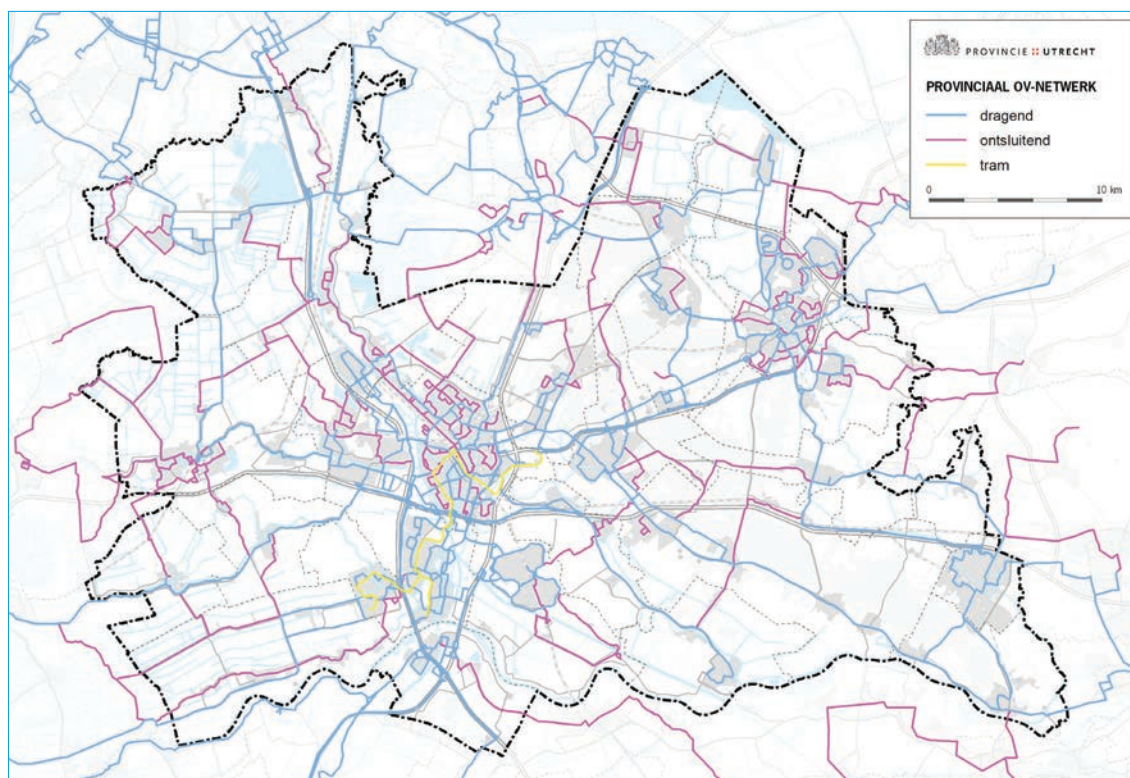 PROVINCIE UTRECHT
PROVINCIAAL OV-NETWERK
dragend
ontsluitend
tram
0 10 km